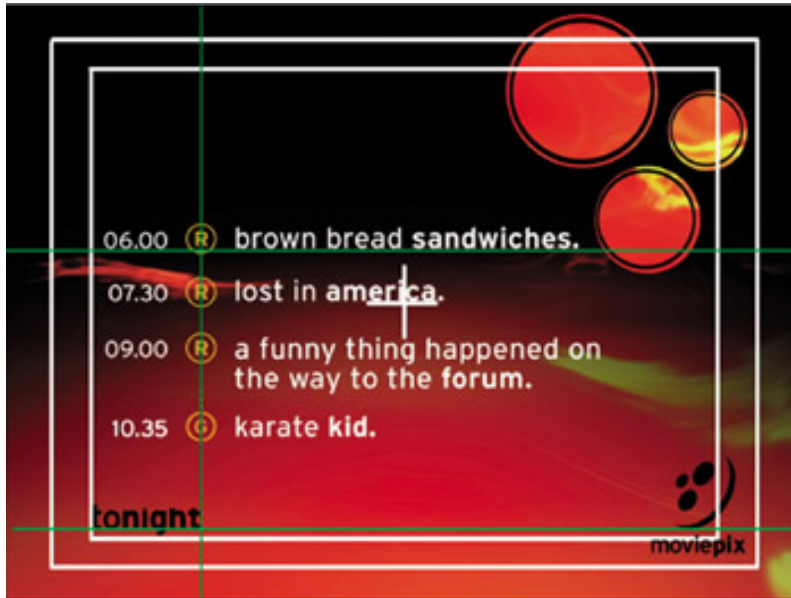 06.00 R brown bread sandwiches.
07.30 R lost in america.
09.00 R a funny thing happened on
the way to the forum.
10.35 G karate kid.
tonight
moviepix